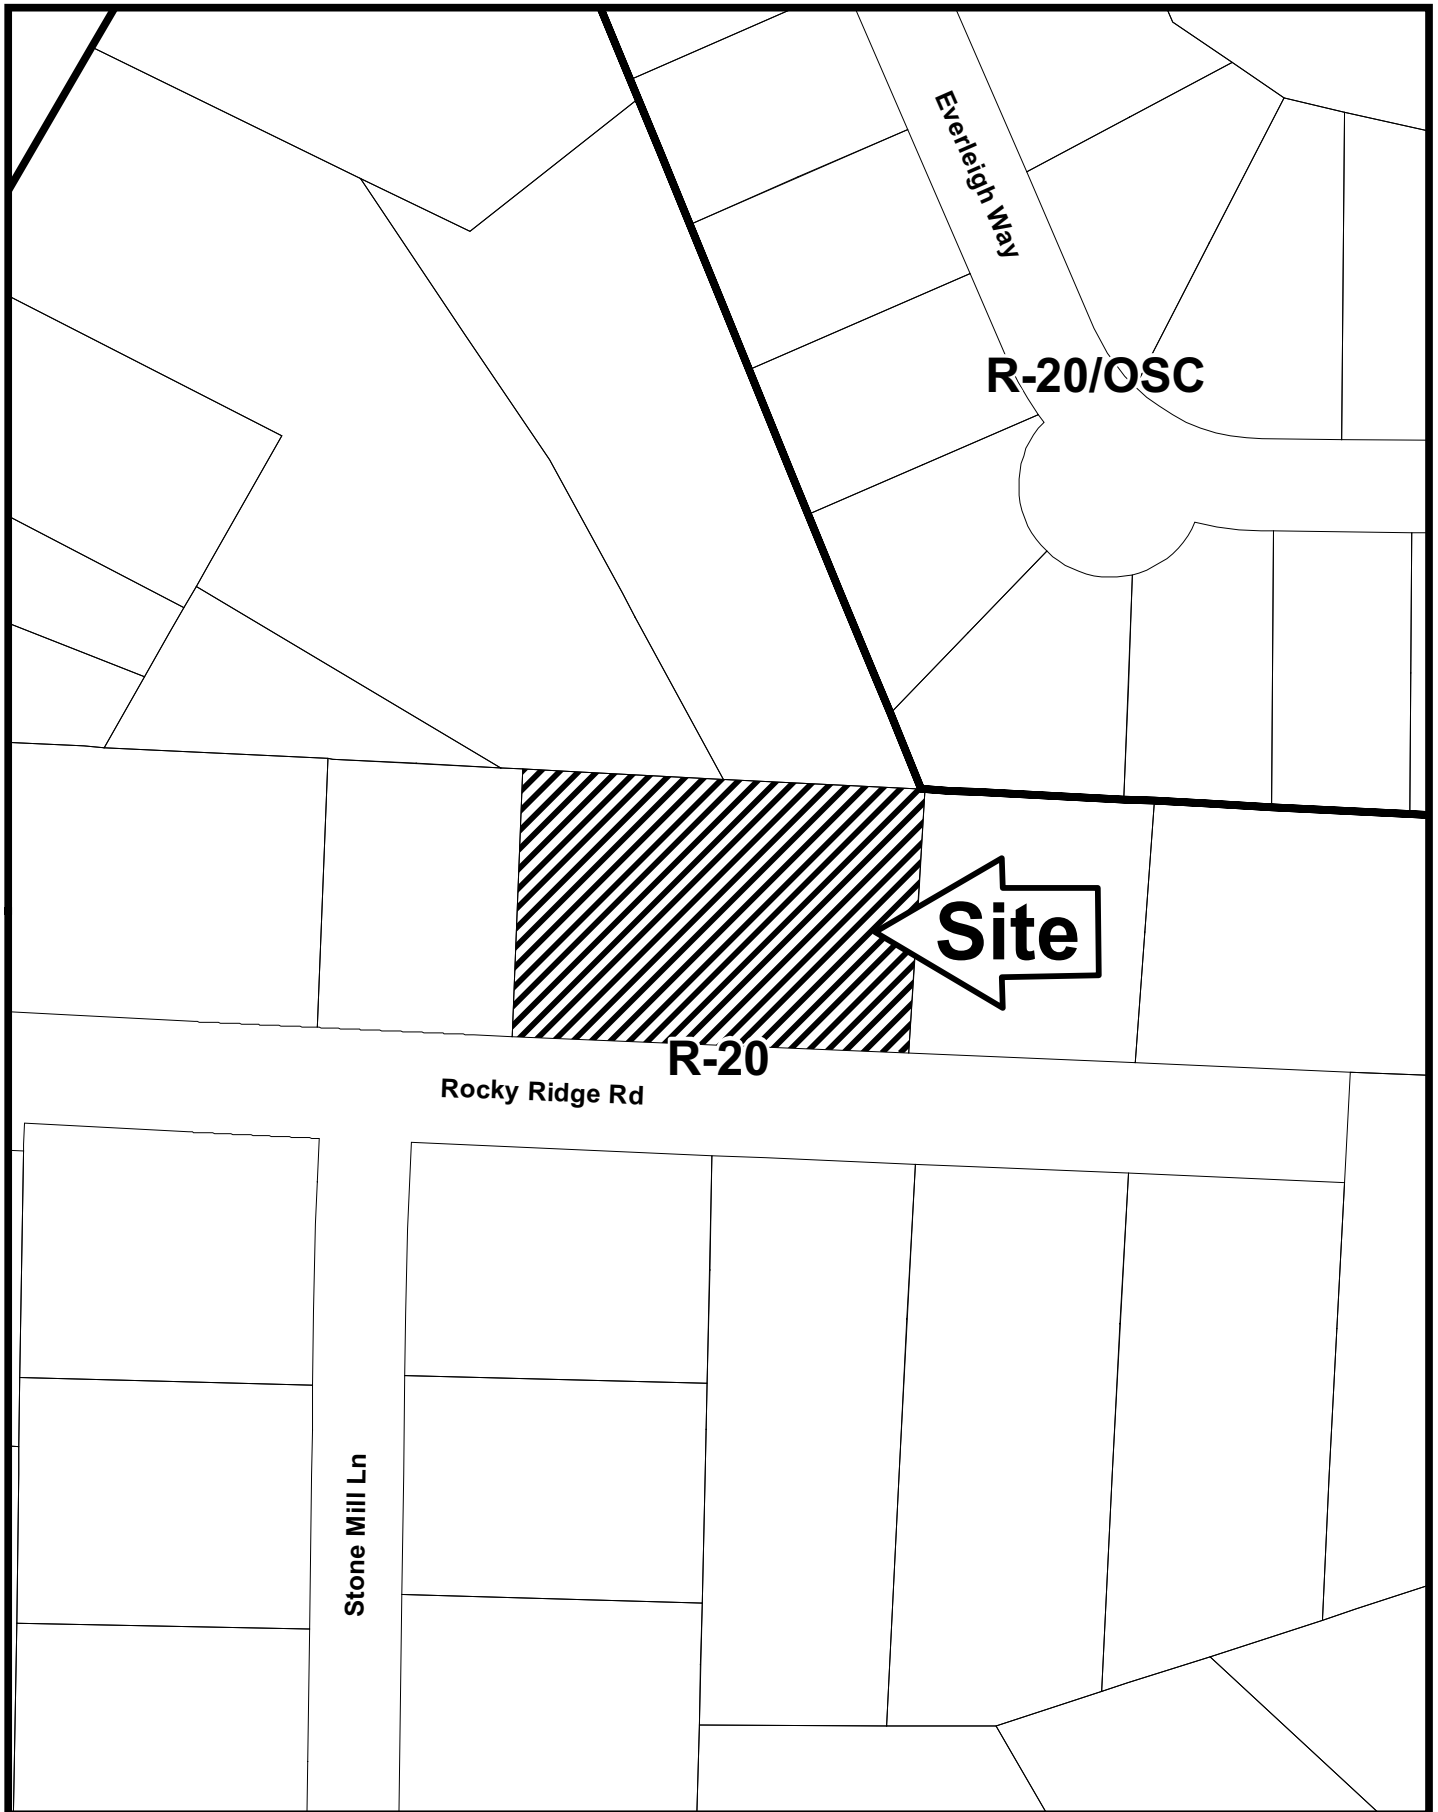 Everleigh Way
R-20/OSC
Site
R-20
Rocky Ridge Rd
Stone Mill Ln